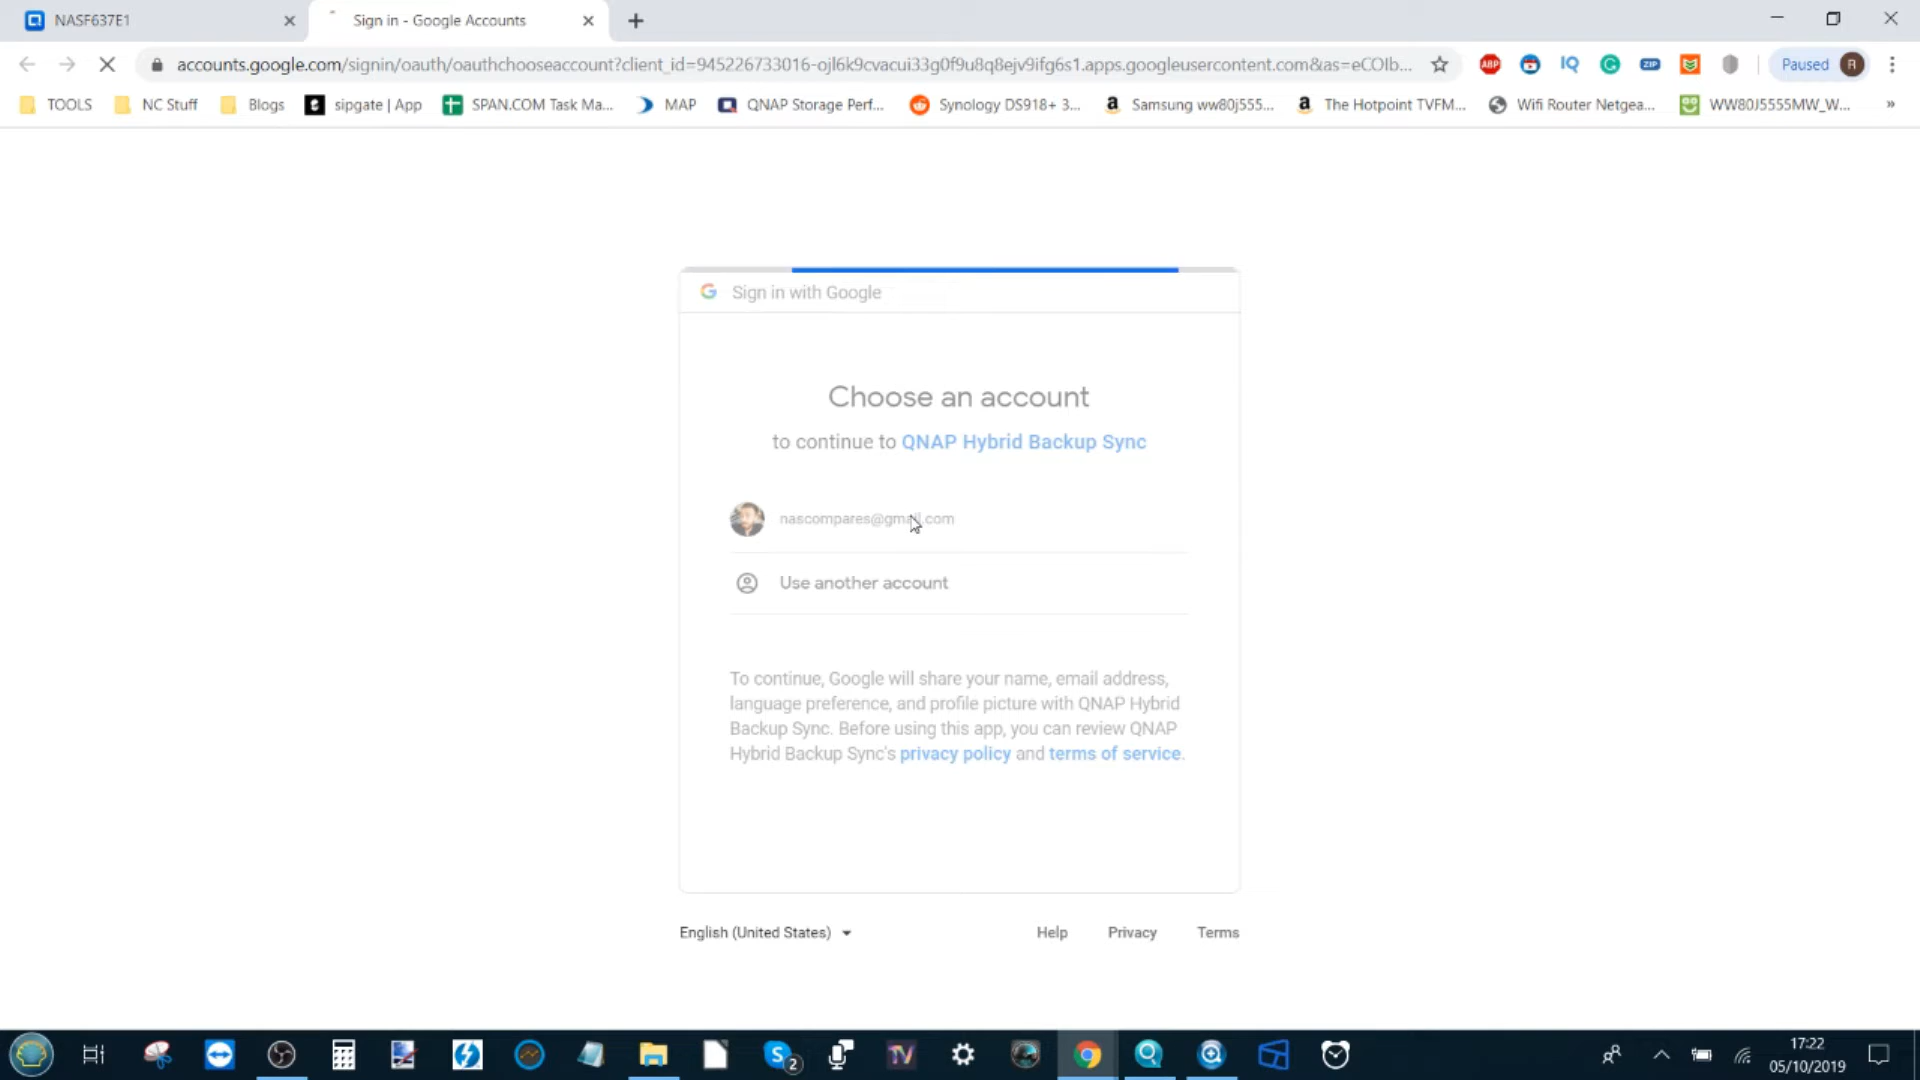 NASF637E1
Sign in - Google Accounts
accounts.google.com/signin/oauth/oauthchooseaccount?client_id=945226733016-ojl6k9cvacui33g0f9u8q8ejv9ifg6s1.apps.googleusercontent.com&as=eCOIb...
ABP
IQ
ZIP
Paused
R
TOOLS
NC Stuff
Blogs
sipgate | App
SPAN.COM Task Ma...
MAP
QNAP Storage Perf...
Synology DS918+ 3...
Samsung ww80j555...
The Hotpoint TVFM...
Wifi Router Netgea...
WW80J5555MW_W...
»
Sign in with Google
Choose an account
to continue to QNAP Hybrid Backup Sync
nascompares@gmail.com
Use another account
To continue, Google will share your name, email address,
language preference, and profile picture with QNAP Hybrid
Backup Sync. Before using this app, you can review QNAP
Hybrid Backup Sync's privacy policy and terms of service.
English (United States)
Help
Privacy
Terms
2
TV
17:22
05/10/2019